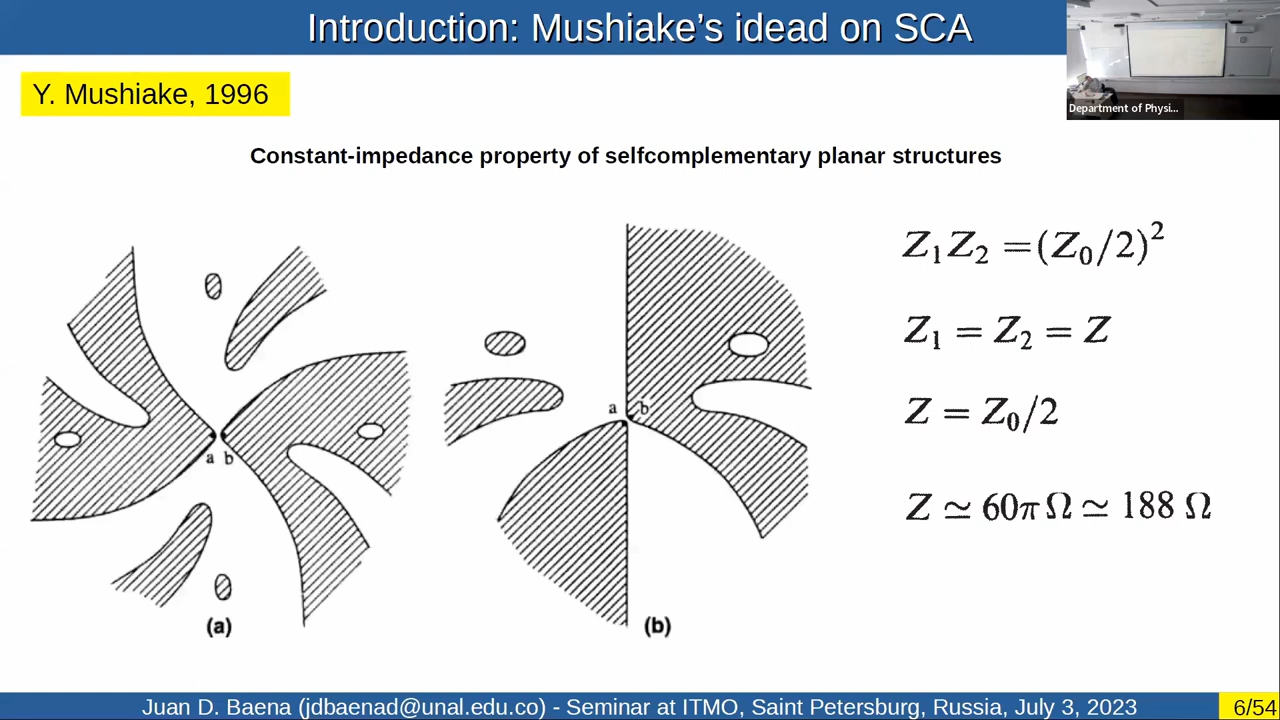 Introduction: Mushiake's idead on SCA
Department of Physi...
Y. Mushiake, 1996
Constant-impedance property of selfcomplementary planar structures
Z₁Z₂ =(Z₀/2)²
Z₁ = Z₂ = Z
Z = Z₀/2
Z ≃ 60π Ω ≃ 188 Ω
a b
a b
(a)
(b)
Juan D. Baena (jdbaenad@unal.edu.co) - Seminar at ITMO, Saint Petersburg, Russia, July 3, 2023
6/54